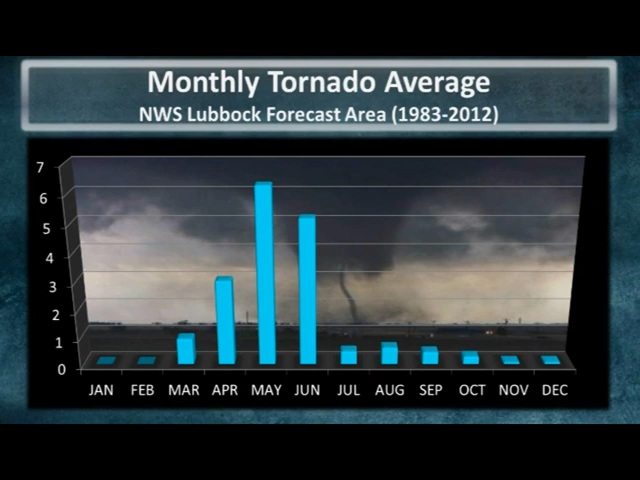 Monthly Tornado Average
NWS Lubbock Forecast Area (1983-2012)
7
6
5
4
3
2
1
0
JAN FEB MAR APR MAY JUN JUL AUG SEP OCT NOV DEC